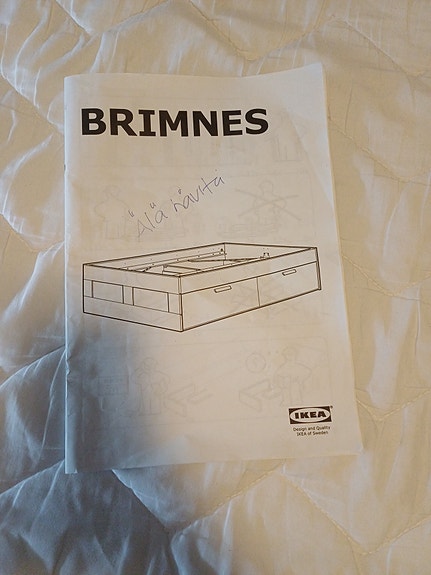 BRIMNES
Älä hävitä
IKEA®
Design and Quality
IKEA of Sweden